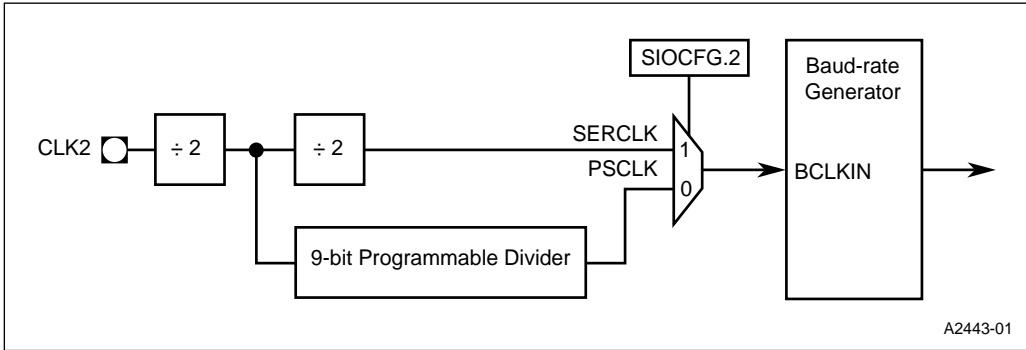 SIOCFG.2
Baud-rate
Generator
CLK2
÷ 2
÷ 2
SERCLK
1
PSCLK
0
BCLKIN
9-bit Programmable Divider
A2443-01